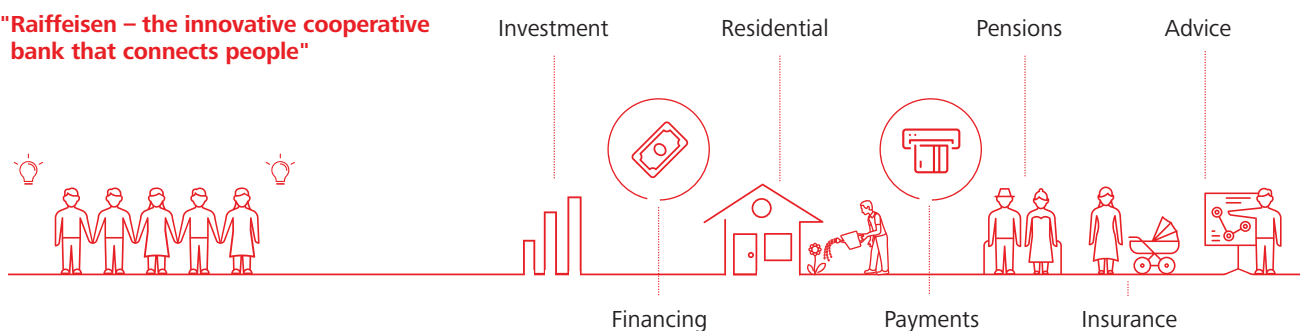 "Raiffeisen – the innovative cooperative
bank that connects people"
Investment
Residential
Pensions
Advice
Financing
Payments
Insurance